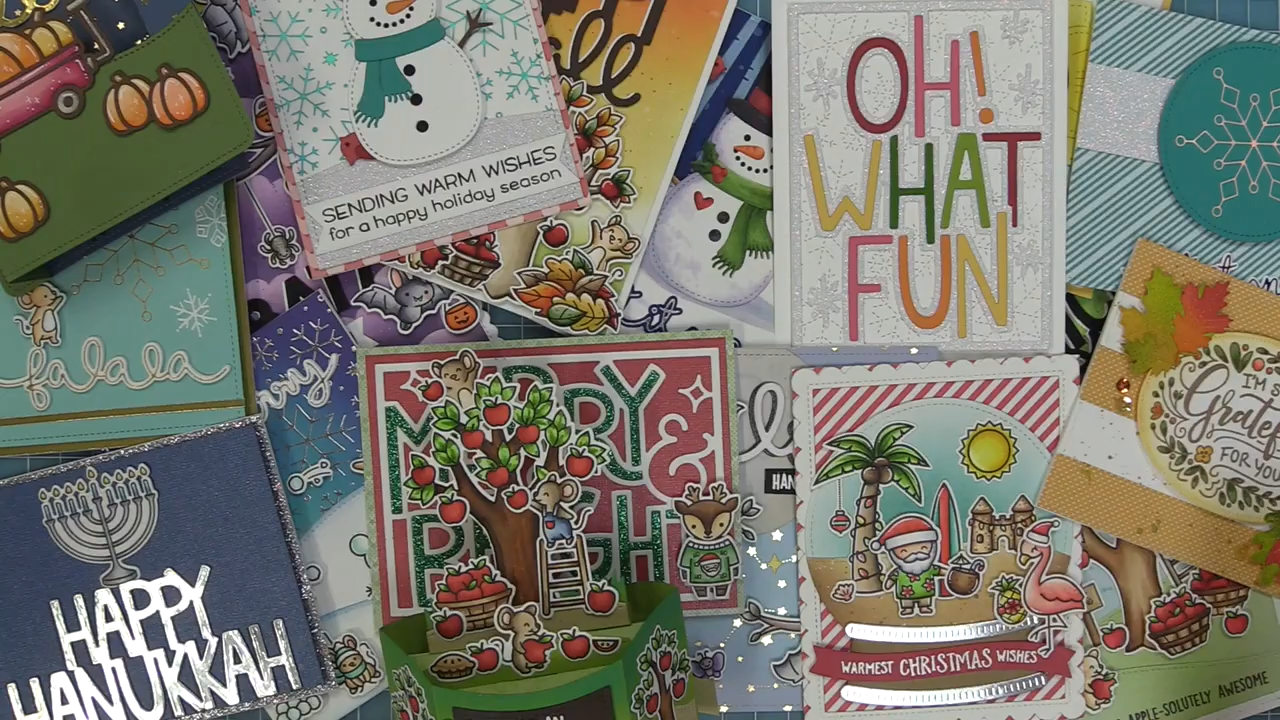 SENDING WARM WISHES
for a happy holiday season
OH!
WHAT
FUN
falala
MERRY
&
BRIGHT
I'M SO
Grateful
FOR YOU
HAPPY
HANUKKAH
WARMEST CHRISTMAS WISHES
APPLE-SOLUTELY AWESOME